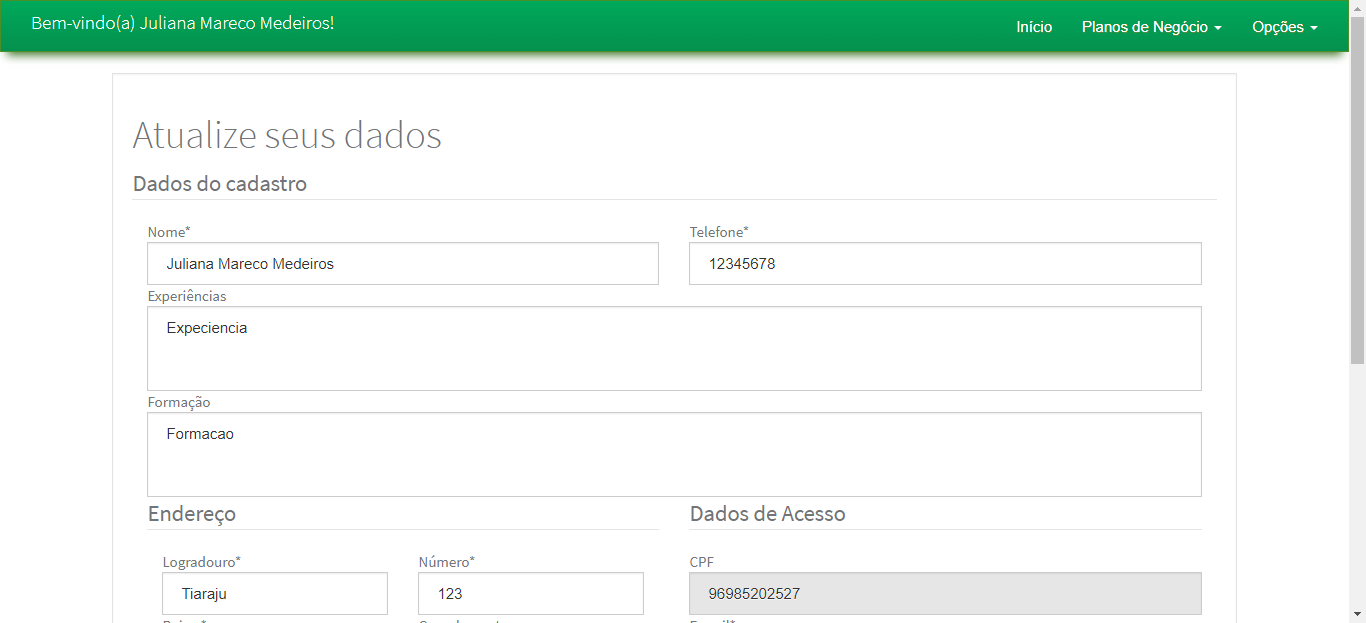 Bem-vindo(a) Juliana Mareco Medeiros!
Início Planos de Negócio Opções
Atualize seus dados
Dados do cadastro
Nome* Telefone*
Juliana Mareco Medeiros 12345678
Experiências
Expeciencia
Formação
Formacao
Endereço Dados de Acesso
Logradouro* Número* CPF
Tiaraju 123 96985202527